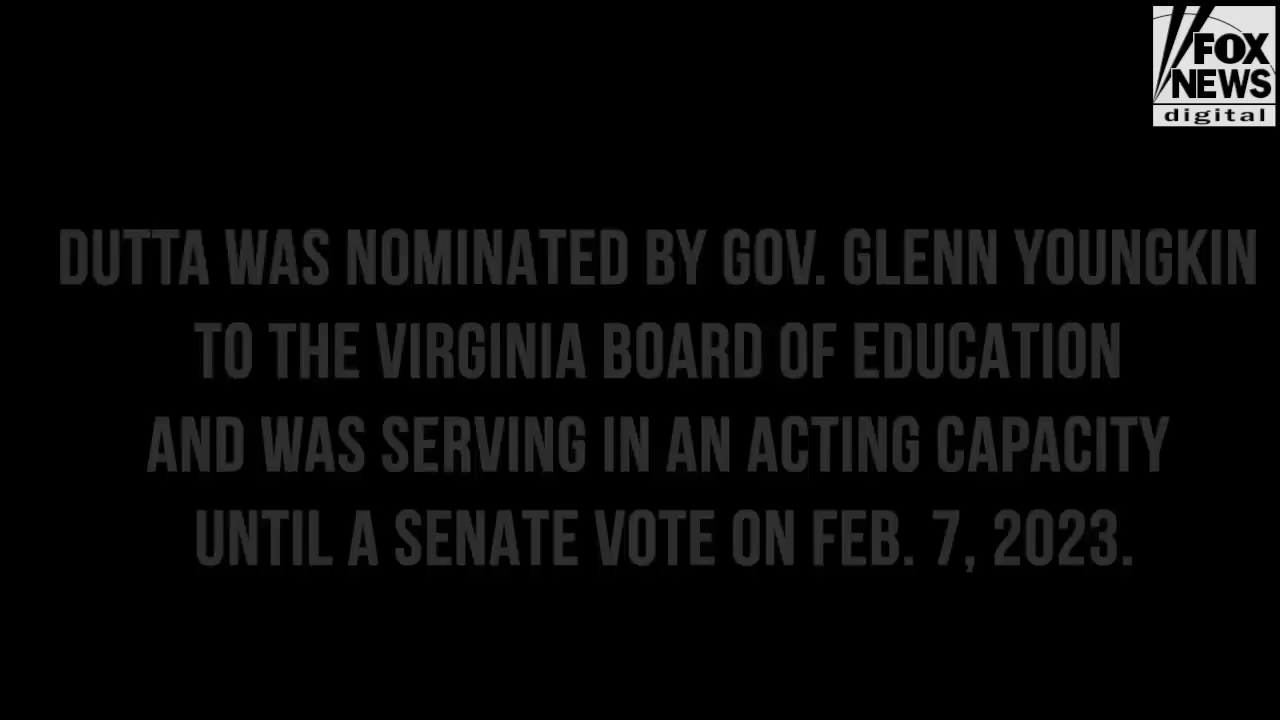 FOX
NEWS
digital
DUTTA WAS NOMINATED BY GOV. GLENN YOUNGKIN
TO THE VIRGINIA BOARD OF EDUCATION
AND WAS SERVING IN AN ACTING CAPACITY
UNTIL A SENATE VOTE ON FEB. 7, 2023.